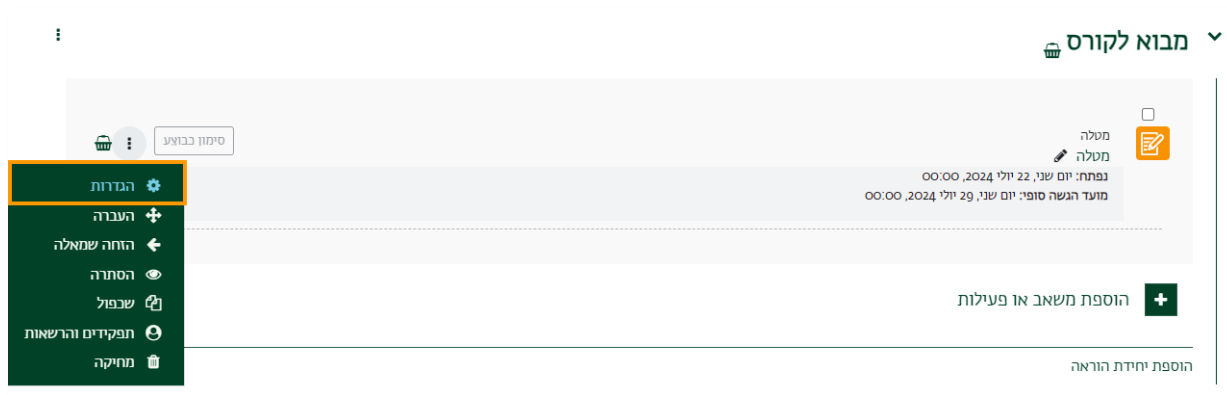 מבוא לקורס
מטלה
סימון כבוצע
מטלה
נפתח: יום שני, 22 יולי 2024, 00:00
מועד הגשה סופי: יום שני, 29 יולי 2024, 00:00
הגדרות
העברה
הזחה שמאלה
הסתרה
שכפול
תפקידים והרשאות
מחיקה
הוספת משאב או פעילות
הוספת יחידת הוראה